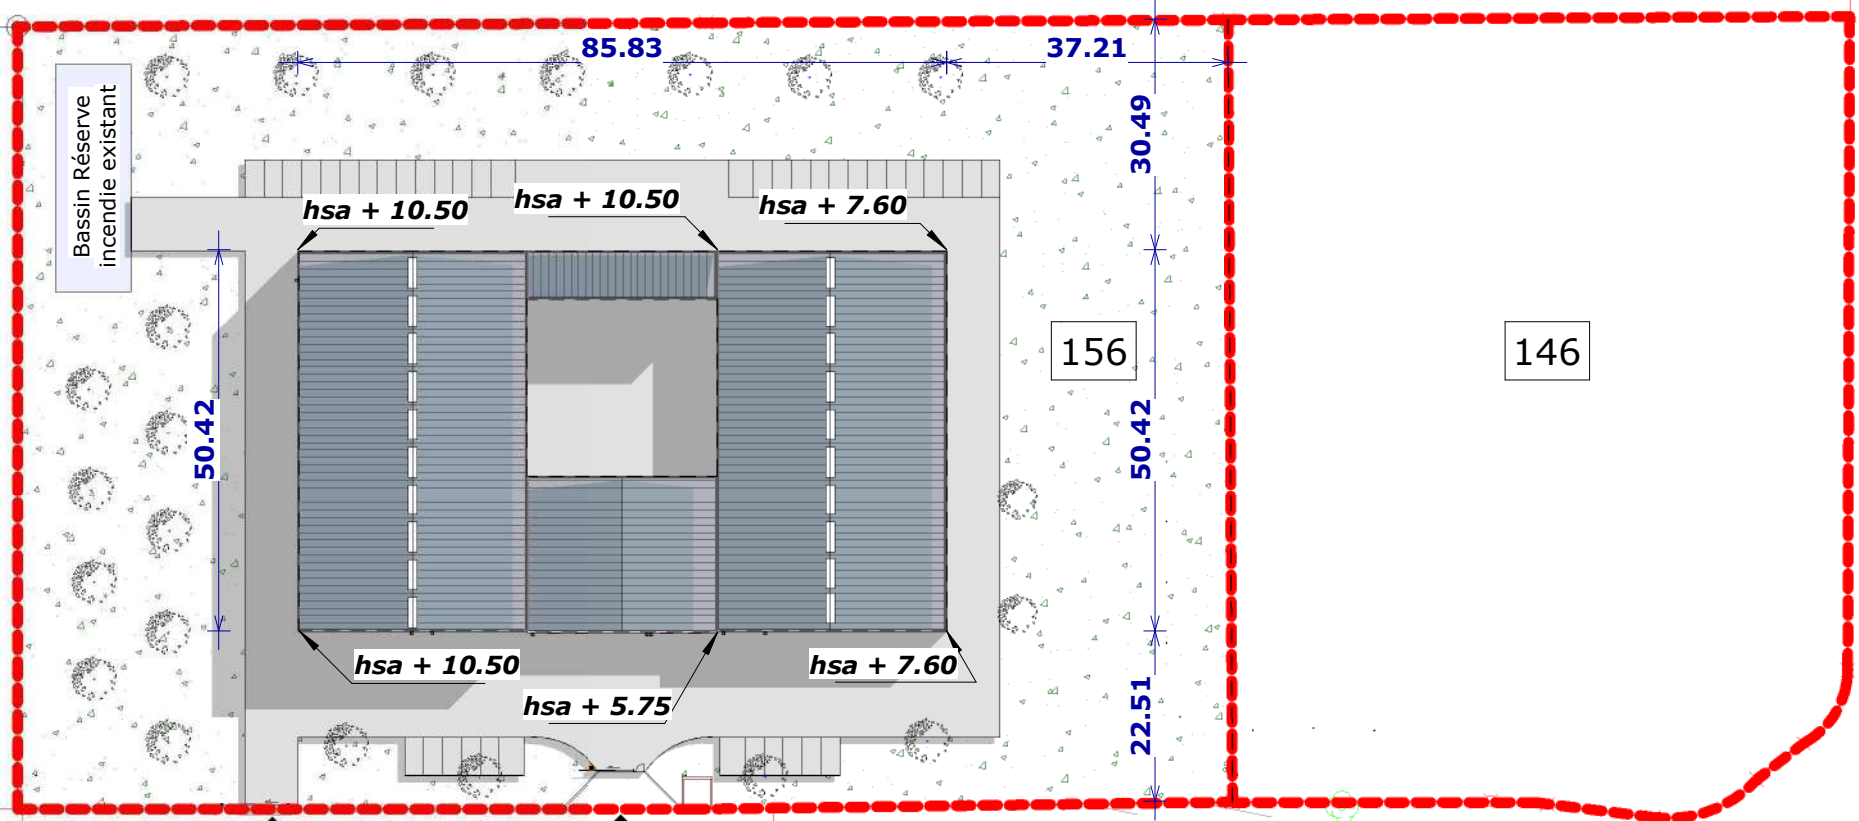 85.83
37.21
Bassin Réserve
incendie existant
30.49
hsa + 10.50
hsa + 10.50
hsa + 7.60
156
146
50.42
50.42
hsa + 10.50
hsa + 7.60
hsa + 5.75
22.51